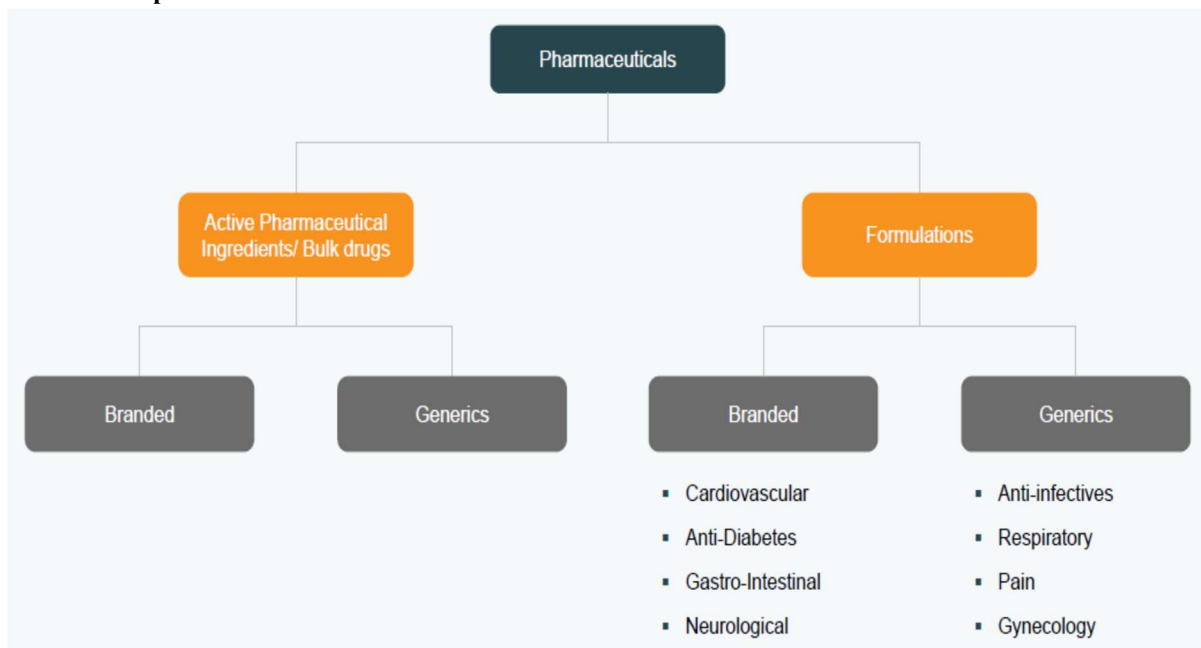 Pharmaceuticals
Active Pharmaceutical
Ingredients/ Bulk drugs
Formulations
Branded
Generics
Branded
Generics
▪ Cardiovascular
▪ Anti-Diabetes
▪ Gastro-Intestinal
▪ Neurological
▪ Anti-infectives
▪ Respiratory
▪ Pain
▪ Gynecology